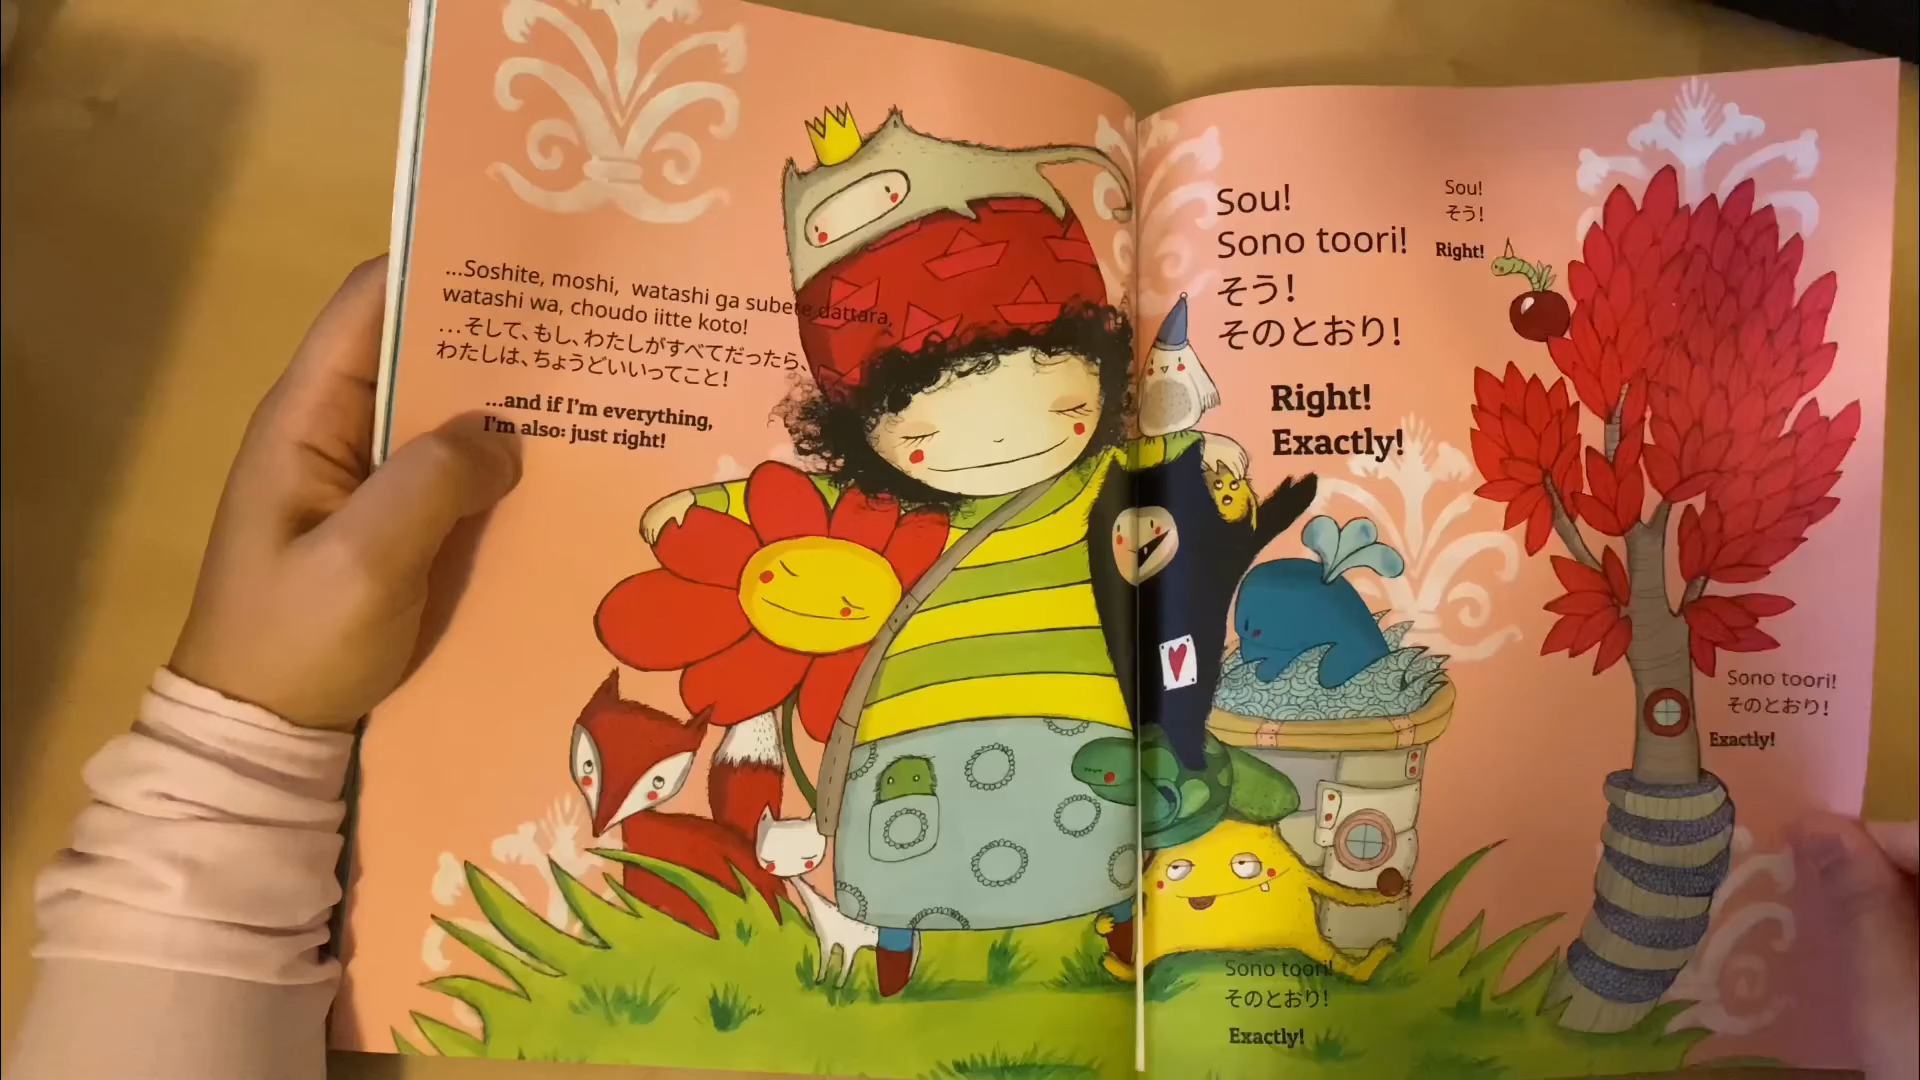 ...Soshite, moshi, watashi ga subete dattara,
watashi wa, choudo iitte koto!
...そして、もし、わたしがすべてだったら、
わたしは、ちょうどいいってこと!
...and if I'm everything,
I'm also: just right!
Sou!
Sono toori!
そう!
そのとおり!
Right!
Exactly!
Sou!
そう!
Right!
Sono toori!
そのとおり!
Exactly!
Sono toori!
そのとおり!
Exactly!